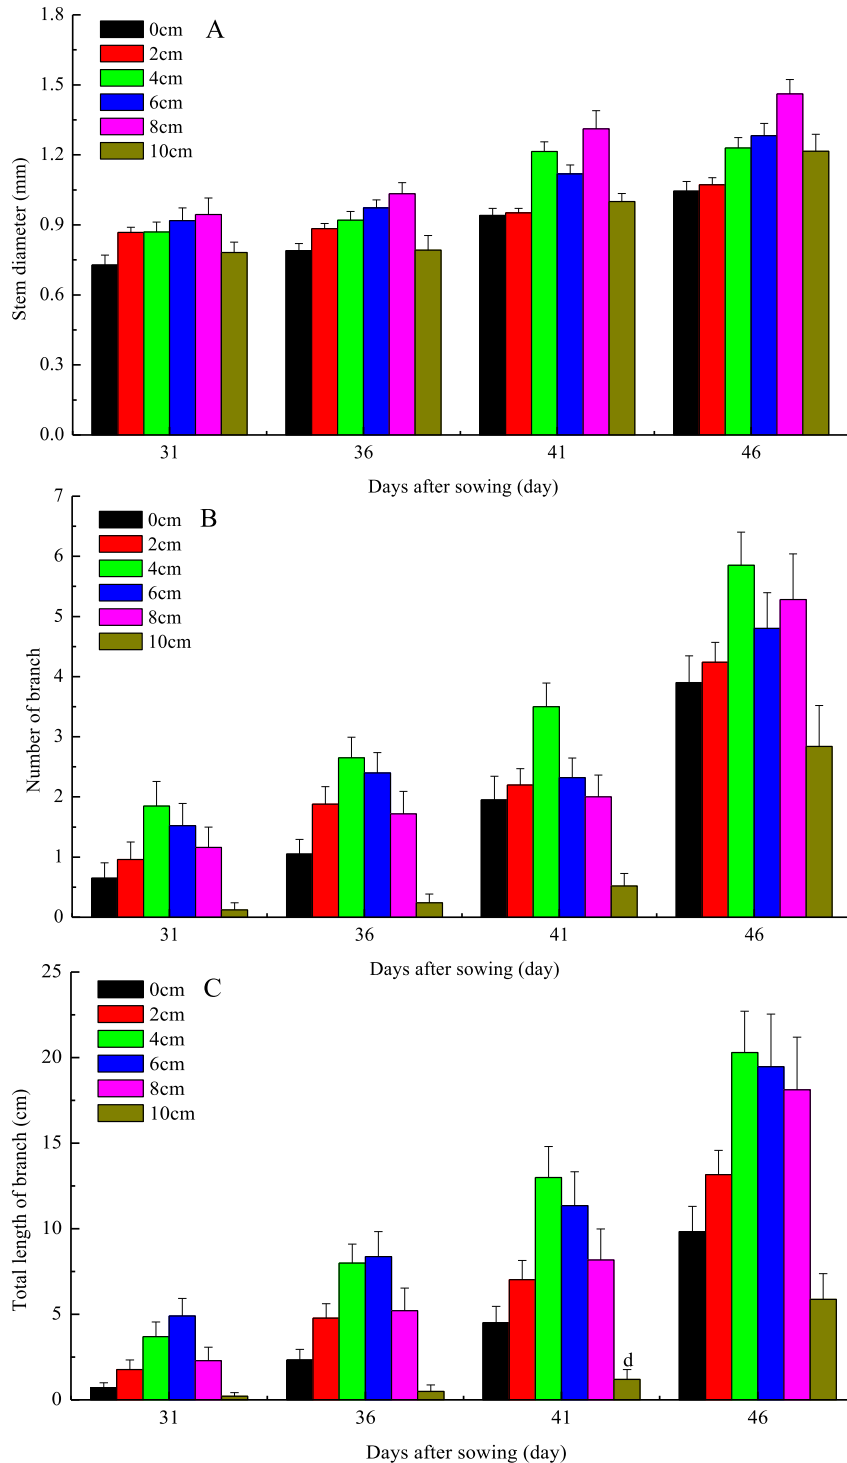 A
0cm
2cm
4cm
6cm
8cm
10cm
1.8
1.5
1.2
0.9
0.6
0.3
0.0
Stem diameter (mm)
31 36 41 46
Days after sowing (day)
B
0cm
2cm
4cm
6cm
8cm
10cm
7
6
5
4
3
2
1
0
Number of branch
31 36 41 46
Days after sowing (day)
C
0cm
2cm
4cm
6cm
8cm
10cm
25
20
15
10
5
0
Total length of branch (cm)
d
31 36 41 46
Days after sowing (day)